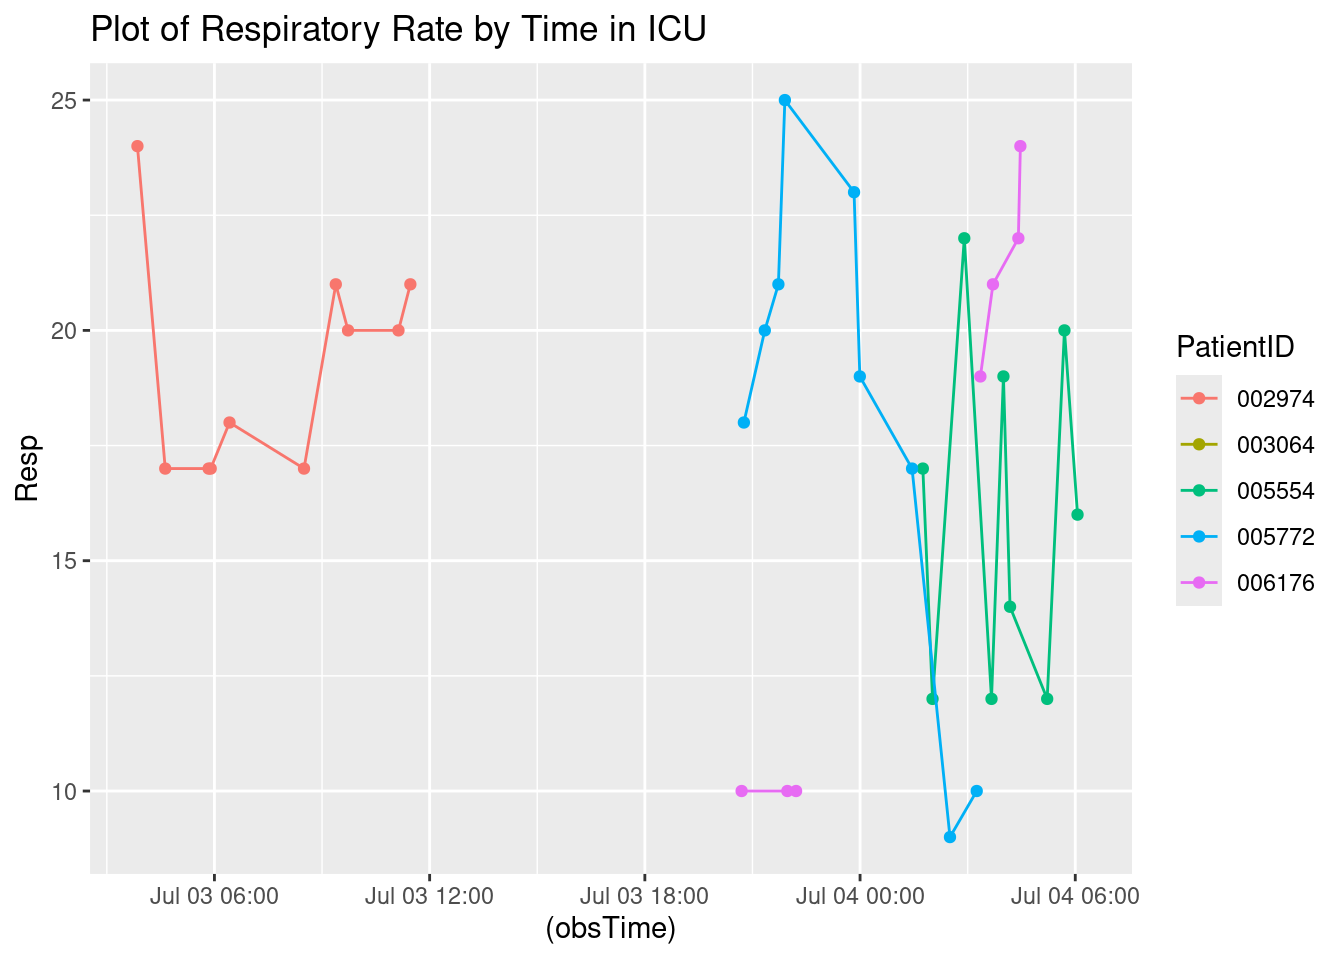 Plot of Respiratory Rate by Time in ICU
25
20
15
10
Resp
Jul 03 06:00
Jul 03 12:00
Jul 03 18:00
Jul 04 00:00
Jul 04 06:00
(obsTime)
PatientID
002974
003064
005554
005772
006176